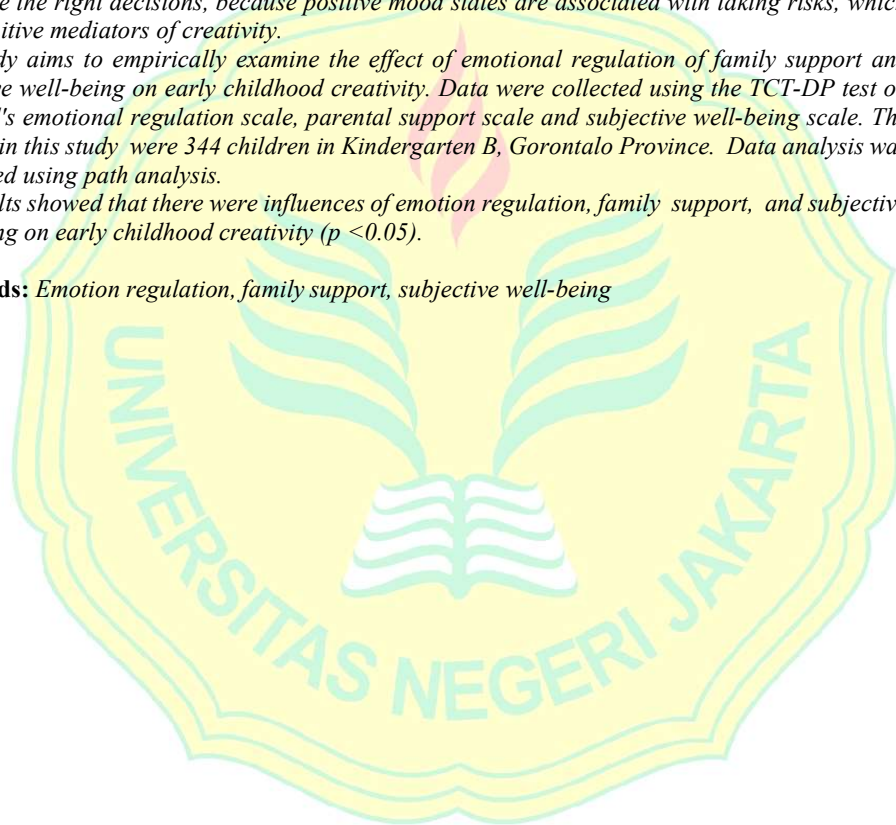 e the right decisions, because positive mood states are associated with taking risks, which
itive mediators of creativity.
dy aims to empirically examine the effect of emotional regulation of family support an
e well-being on early childhood creativity. Data were collected using the TCT-DP test o
l's emotional regulation scale, parental support scale and subjective well-being scale. Th
in this study were 344 children in Kindergarten B, Gorontalo Province. Data analysis wa
ed using path analysis.
lts showed that there were influences of emotion regulation, family support, and subjectiv
ng on early childhood creativity (p <0.05).
ds: Emotion regulation, family support, subjective well-being
UNIVERSITAS NEGERI JAKARTA